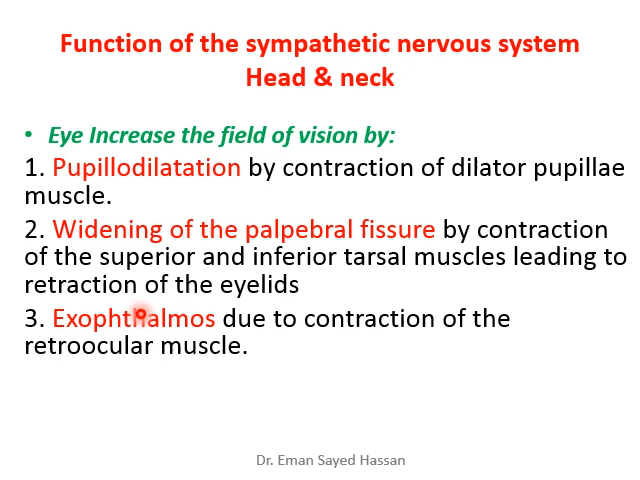 Function of the sympathetic nervous system
Head & neck
• Eye Increase the field of vision by:
1. Pupillodilatation by contraction of dilator pupillae
muscle.
2. Widening of the palpebral fissure by contraction
of the superior and inferior tarsal muscles leading to
retraction of the eyelids
3. Exophthalmos due to contraction of the
retroocular muscle.
Dr. Eman Sayed Hassan